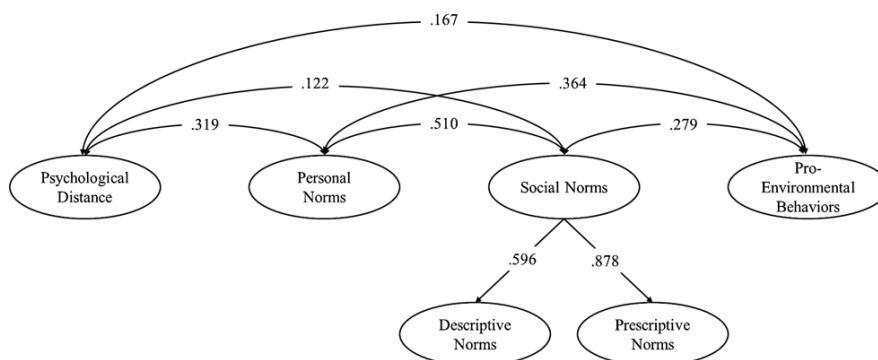 .167
.122
.364
.319
.510
.279
Psychological
Distance
Personal
Norms
Social Norms
Pro-
Environmental
Behaviors
.596
.878
Descriptive
Norms
Prescriptive
Norms